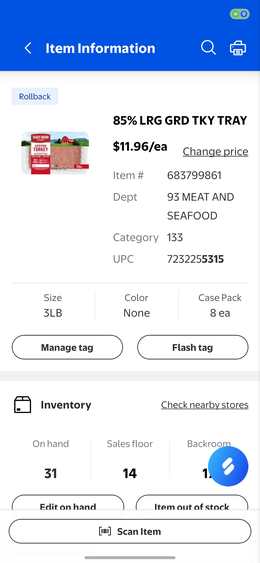 Item Information
Rollback
85% LRG GRD TKY TRAY
$11.96/ea
Change price
Item # 683799861
Dept 93 MEAT AND SEAFOOD
Category 133
UPC 7232255315
Size Color Case Pack
3LB None 8 ea
Manage tag Flash tag
Inventory Check nearby stores
On hand Sales floor Backroom
31 14
Edit on hand Item out of stock
Scan Item